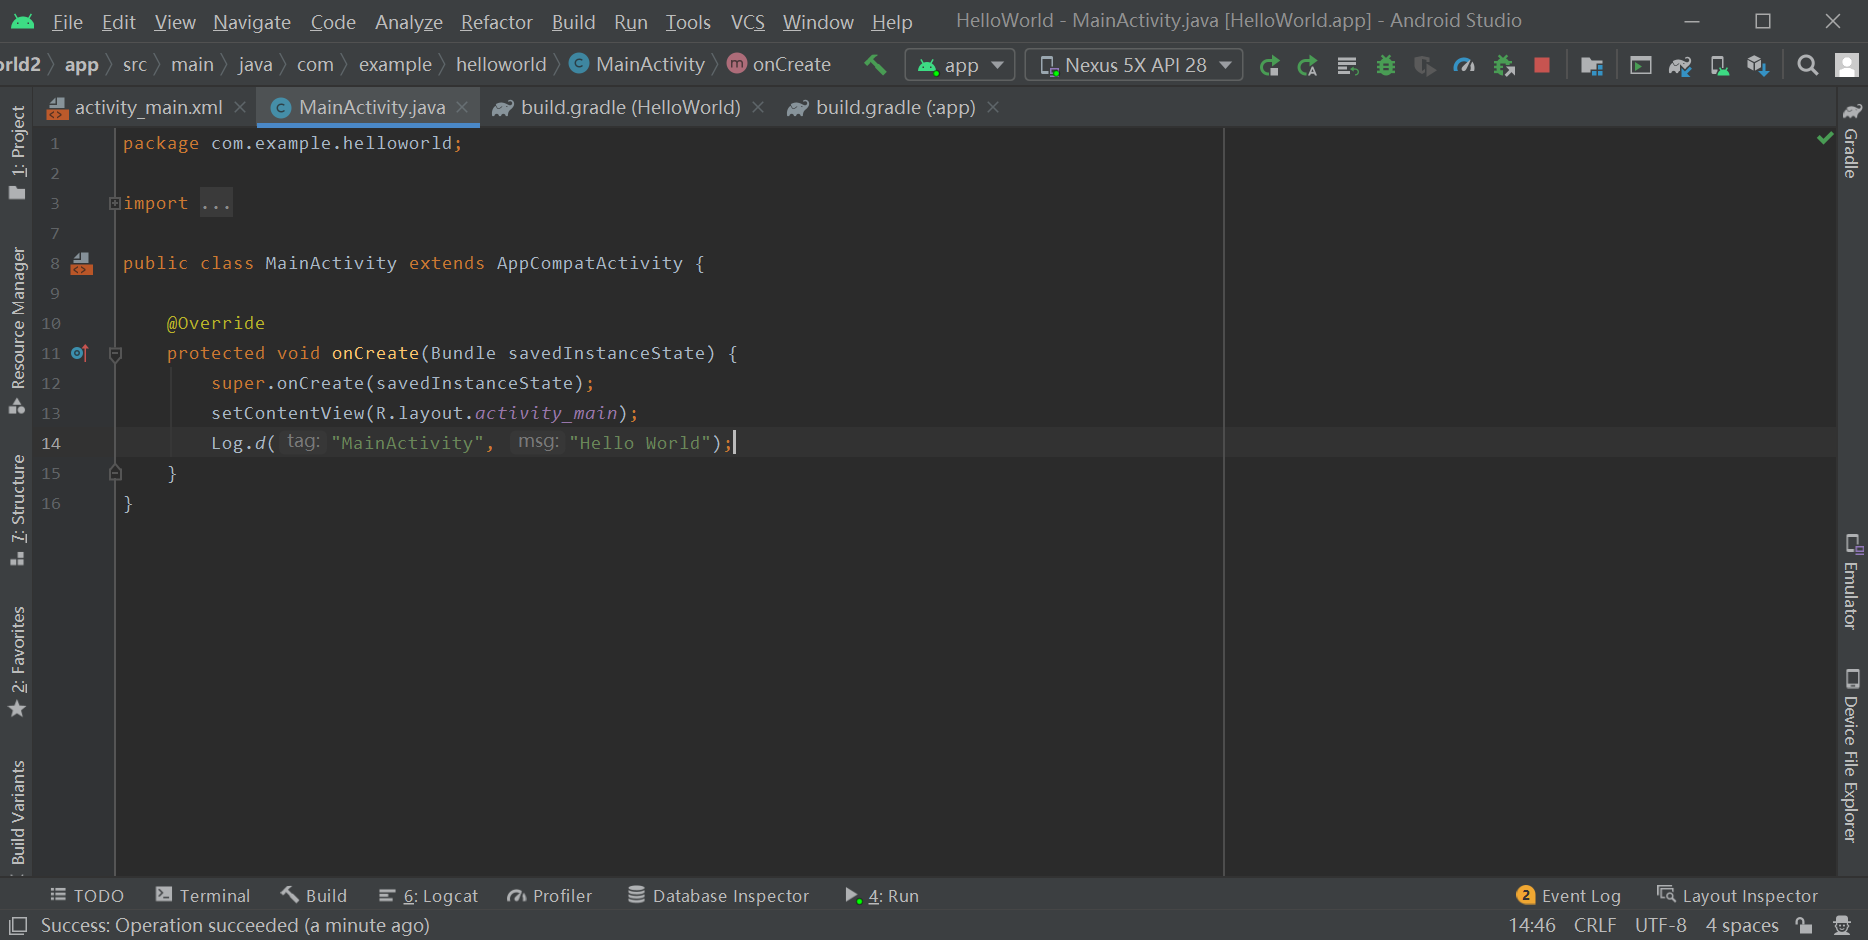 File Edit View Navigate Code Analyze Refactor Build Run Tools VCS Window Help HelloWorld - MainActivity.java [HelloWorld.app] - Android Studio
orld2 app src main java com example helloworld MainActivity onCreate app Nexus 5X API 28
activity_main.xml MainActivity.java build.gradle (HelloWorld) build.gradle (:app)
1: Project
Resource Manager
7: Structure
2: Favorites
Build Variants
1 package com.example.helloworld;
2
3 import ...
7
8 public class MainActivity extends AppCompatActivity {
9
10 @Override
11 protected void onCreate(Bundle savedInstanceState) {
12 super.onCreate(savedInstanceState);
13 setContentView(R.layout.activity_main);
14 Log.d( tag: "MainActivity", msg: "Hello World");
15 }
16 }
Gradle
Emulator
Device File Explorer
TODO Terminal Build 6: Logcat Profiler Database Inspector 4: Run 2 Event Log Layout Inspector
Success: Operation succeeded (a minute ago) 14:46 CRLF UTF-8 4 spaces